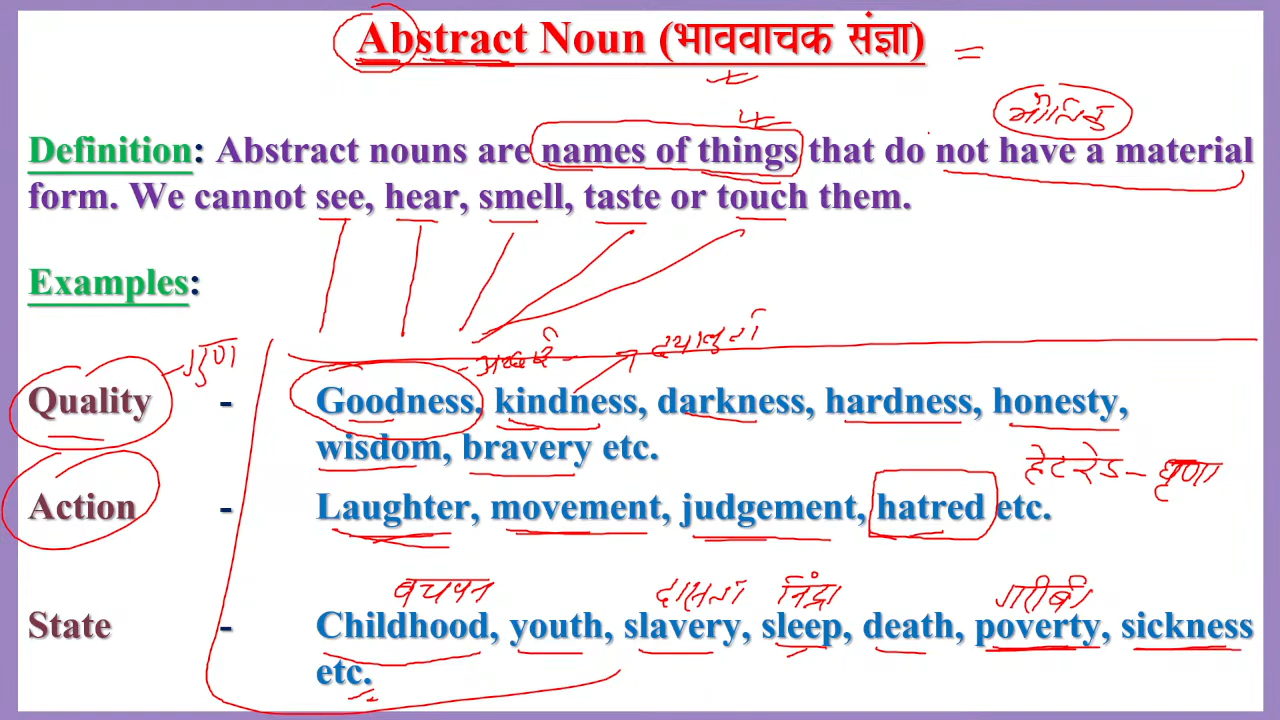 Abstract Noun (भाववाचक संज्ञा)
भौतिक
Definition: Abstract nouns are names of things that do not have a material
form. We cannot see, hear, smell, taste or touch them.
Examples:
गुण
अच्छाई
दयालुता
Quality - Goodness, kindness, darkness, hardness, honesty,
wisdom, bravery etc.
हेटरेड - घृणा
Action - Laughter, movement, judgement, hatred etc.
बचपन दासता निंद्रा गरीबी
State - Childhood, youth, slavery, sleep, death, poverty, sickness
etc.